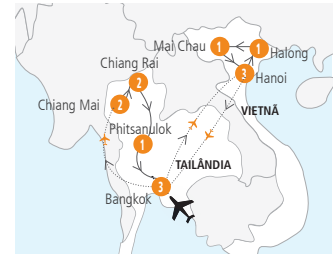 Mai Chau
1
1
Halong
Chiang Rai
2
3
Hanoi
Chiang Mai
2
VIETNÃ
Phitsanulok
1
TAILÂNDIA
3
Bangkok